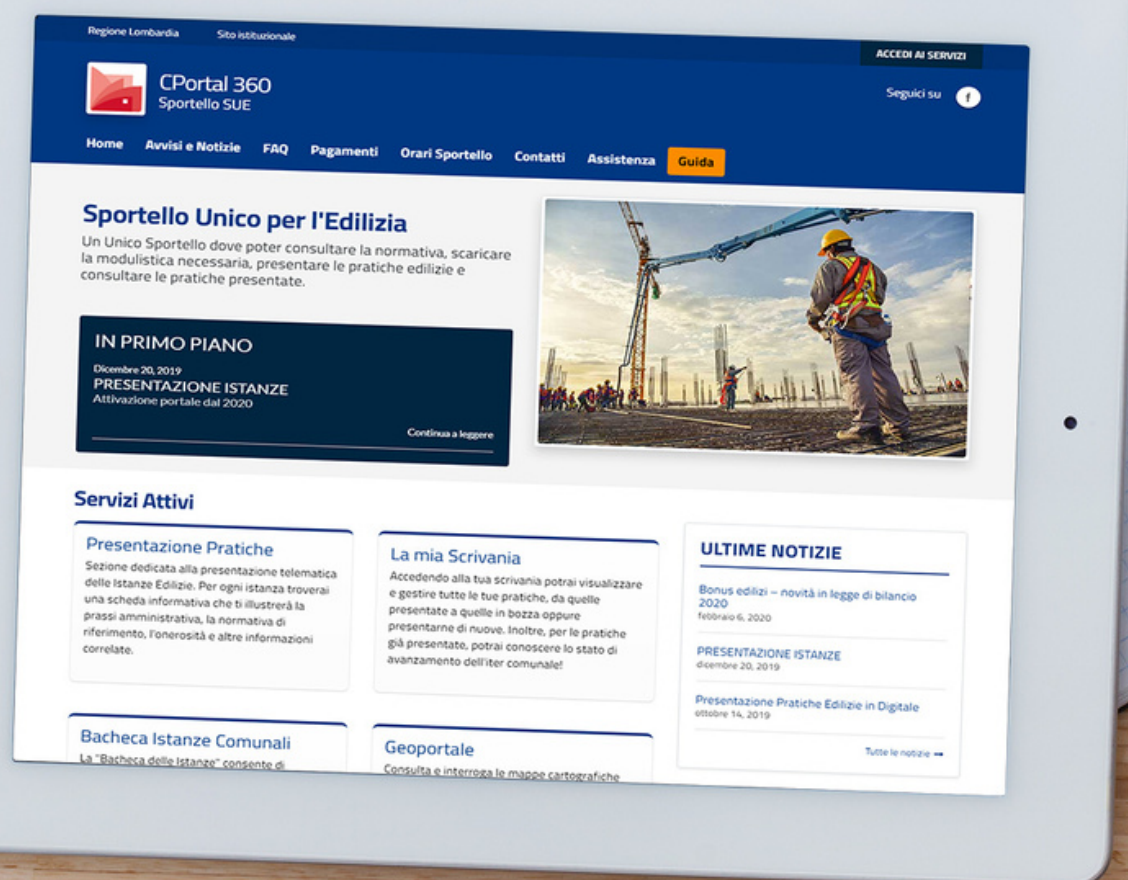 Regione Lombardia Sito istituzionale
ACCEDI AI SERVIZI
CPortal 360
Sportello SUE
Seguici su f
Home Avvisi e Notizie FAQ Pagamenti Orari Sportello Contatti Assistenza Guida
Sportello Unico per l'Edilizia
Un Unico Sportello dove poter consultare la normativa, scaricare
la modulistica necessaria, presentare le pratiche edilizie e
consultare le pratiche presentate.
IN PRIMO PIANO
Dicembre 20, 2019
PRESENTAZIONE ISTANZE
Attivazione portale dal 2020
Continua a leggere
Servizi Attivi
Presentazione Pratiche
Sezione dedicata alla presentazione telematica
delle Istanze Edilizie. Per ogni istanza troverai
una scheda informativa che ti illustrerà la
prassi amministrativa, la normativa di
riferimento, l'onerosità e altre informazioni
correlate.
La mia Scrivania
Accedendo alla tua scrivania potrai visualizzare
e gestire tutte le tue pratiche, da quelle
presentate a quelle in bozza oppure
presentarne di nuove. Inoltre, per le pratiche
già presentate, potrai conoscere lo stato di
avanzamento dell'iter comunale!
ULTIME NOTIZIE
Bonus edilizi – novità in legge di bilancio
2020
febbraio 6, 2020
PRESENTAZIONE ISTANZE
dicembre 20, 2019
Presentazione Pratiche Edilizie in Digitale
ottobre 14, 2019
Tutte le notizie ➞
Bacheca Istanze Comunali
La "Bacheca delle Istanze" consente di
Geoportale
Consulta e interroga le mappe cartografiche